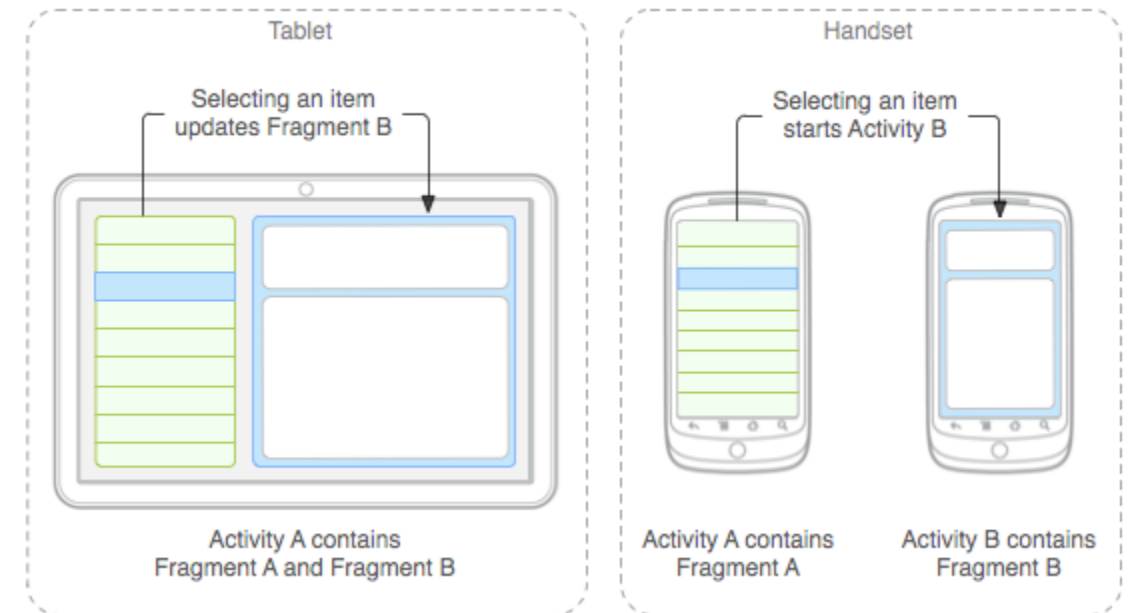 Tablet
Selecting an item
updates Fragment B
Activity A contains
Fragment A and Fragment B
Handset
Selecting an item
starts Activity B
Activity A contains
Fragment A
Activity B contains
Fragment B